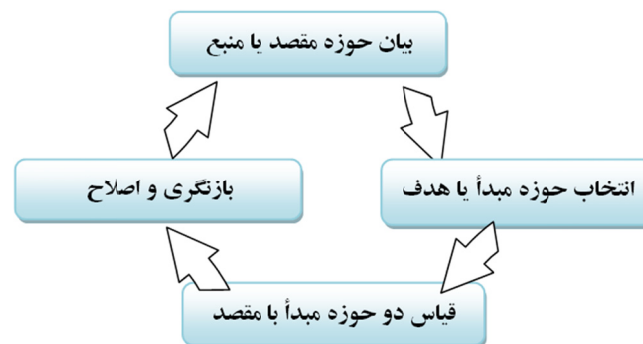 بیان حوزه مقصد یا منبع
انتخاب حوزه مبدأ یا هدف
قیاس دو حوزه مبدأ با مقصد
بازنگری و اصلاح